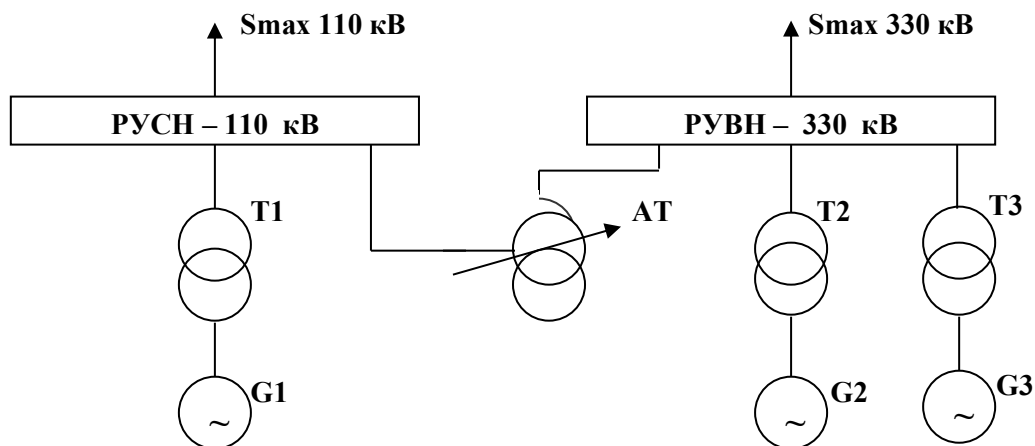 Smax 110 кВ
Smax 330 кВ
РУСН – 110 кВ
РУВН – 330 кВ
Т1
АТ
Т2
Т3
G1
~
G2
~
G3
~